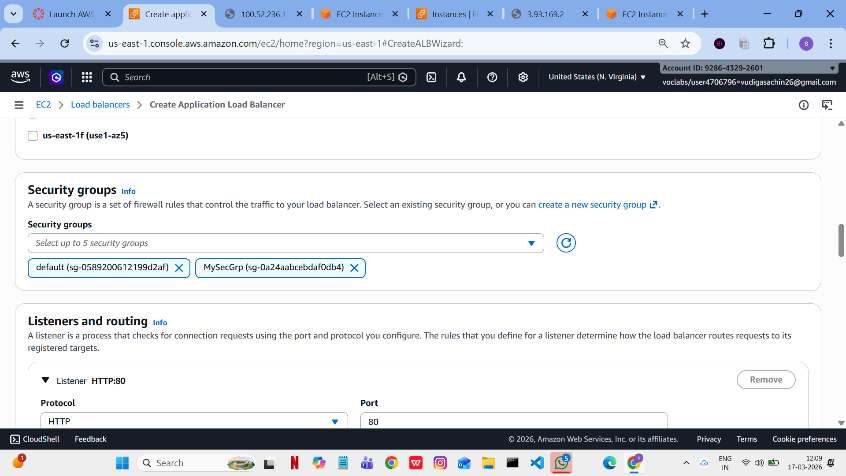 Launch AWS
Create applic
100.52.236.1
EC2 Instanc
Instances | E
3.93.169.2
EC2 Instanc
us-east-1.console.aws.amazon.com/ec2/home?region=us-east-1#CreateALBWizard:
S
aws
Search
[Alt+S]
United States (N. Virginia)
Account ID: 9286-4329-2601
voclabs/user4706796=vudigasachin26@gmail.com
EC2 > Load balancers > Create Application Load Balancer
us-east-1f (use1-az5)
Security groups Info
A security group is a set of firewall rules that control the traffic to your load balancer. Select an existing security group, or you can create a new security group.
Security groups
Select up to 5 security groups
default (sg-0589200612199d2af)
MySecGrp (sg-0a24aabcebdaf0db4)
Listeners and routing Info
A listener is a process that checks for connection requests using the port and protocol you configure. The rules that you define for a listener determine how the load balancer routes requests to its
registered targets.
Listener HTTP:80
Remove
Protocol
Port
HTTP
80
CloudShell
Feedback
© 2026, Amazon Web Services, Inc. or its affiliates.
Privacy
Terms
Cookie preferences
1
Search
5
ENG
IN
12:09
17-03-2026